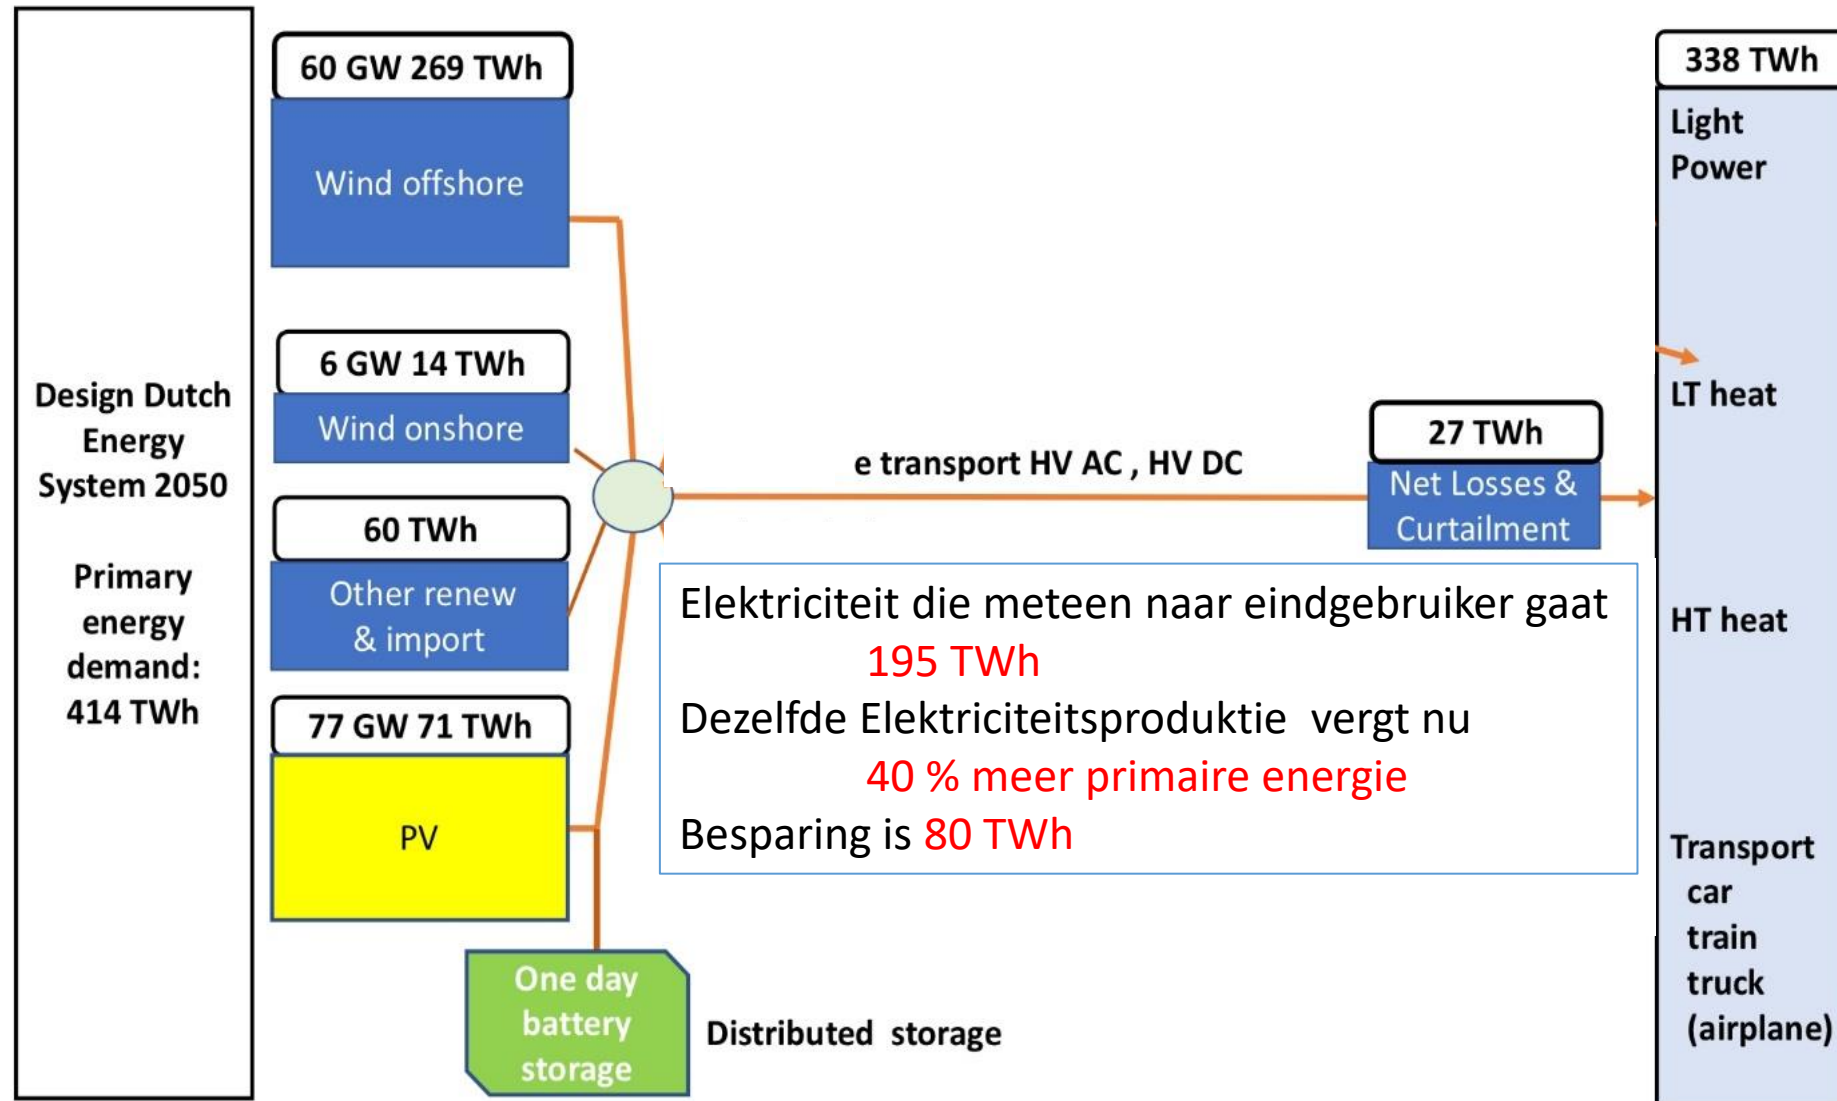 Design Dutch
Energy
System 2050
Primary
energy
demand:
414 TWh
60 GW 269 TWh
Wind offshore
6 GW 14 TWh
Wind onshore
60 TWh
Other renew
& import
77 GW 71 TWh
PV
One day
battery
storage
Distributed storage
e transport HV AC , HV DC
27 TWh
Net Losses &
Curtailment
Elektriciteit die meteen naar eindgebruiker gaat
195 TWh
Dezelfde Elektriciteitsproduktie vergt nu
40 % meer primaire energie
Besparing is 80 TWh
338 TWh
Light
Power
LT heat
HT heat
Transport
car
train
truck
(airplane)